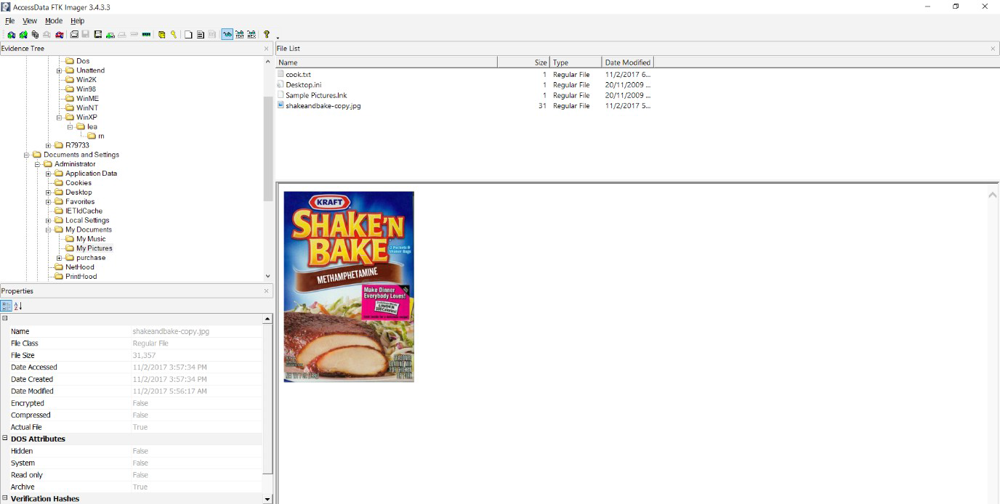 AccessData FTK Imager 3.4.3.3
File View Mode Help
Evidence Tree
Dos
Unattend
Win2K
Win98
WinME
WinNT
WinXP
lea
rn
R79733
Documents and Settings
Administrator
Application Data
Cookies
Desktop
Favorites
IETldCache
Local Settings
My Documents
My Music
My Pictures
purchase
NetHood
PrintHood
Properties
Name shakeandbake-copy.jpg
File Class Regular File
File Size 31,357
Date Accessed 11/2/2017 3:57:34 PM
Date Created 11/2/2017 3:57:34 PM
Date Modified 11/2/2017 5:56:17 AM
Encrypted False
Compressed False
Actual File True
DOS Attributes
Hidden False
System False
Read only False
Archive True
Verification Hashes
File List
Name Size Type Date Modified
cook.txt 1 Regular File 11/2/2017 6...
Desktop.ini 1 Regular File 20/11/2009 ...
Sample Pictures.lnk 1 Regular File 20/11/2009 ...
shakeandbake-copy.jpg 31 Regular File 11/2/2017 5...
KRAFT
SHAKE'N
BAKE
2 Packets &
Shaker Bags
METHAMPHETAMINE
Make Dinner
Everybody Loves!
UNDER